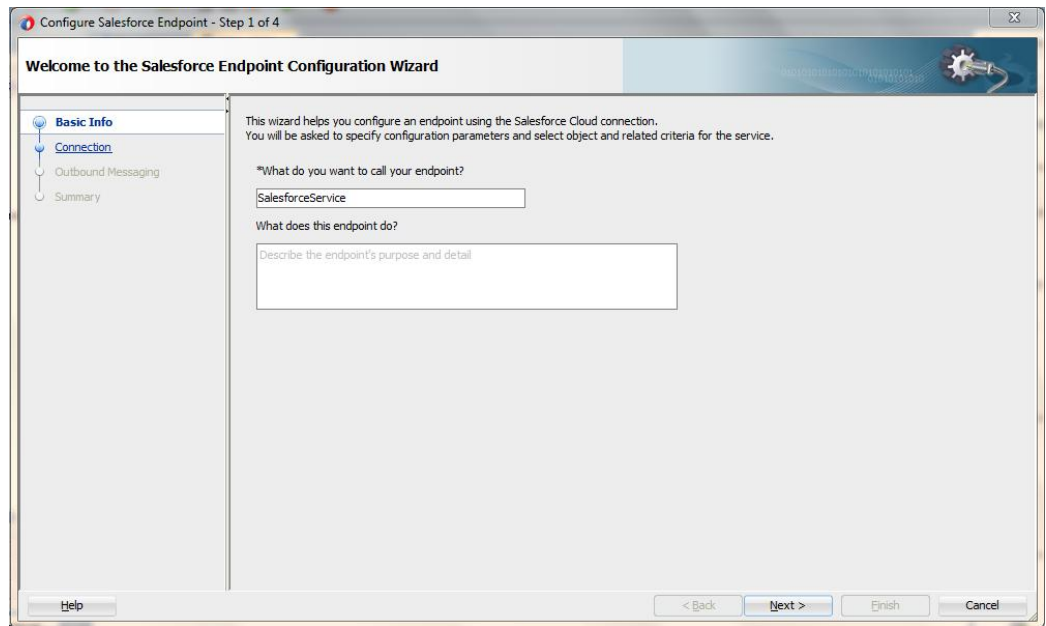 Configure Salesforce Endpoint - Step 1 of 4
Welcome to the Salesforce Endpoint Configuration Wizard
Basic Info
Connection
Outbound Messaging
Summary
This wizard helps you configure an endpoint using the Salesforce Cloud connection.
You will be asked to specify configuration parameters and select object and related criteria for the service.
*What do you want to call your endpoint?
SalesforceService
What does this endpoint do?
Describe the endpoint's purpose and detail
Help
< Back
Next >
Finish
Cancel